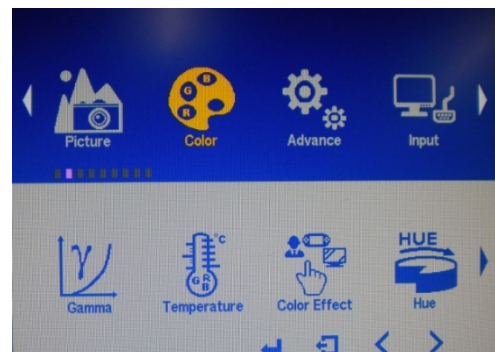 Picture
Color
Advance
Input
Gamma
Temperature
Color Effect
Hue
R
G
B
°C
G R
B
γ
HUE